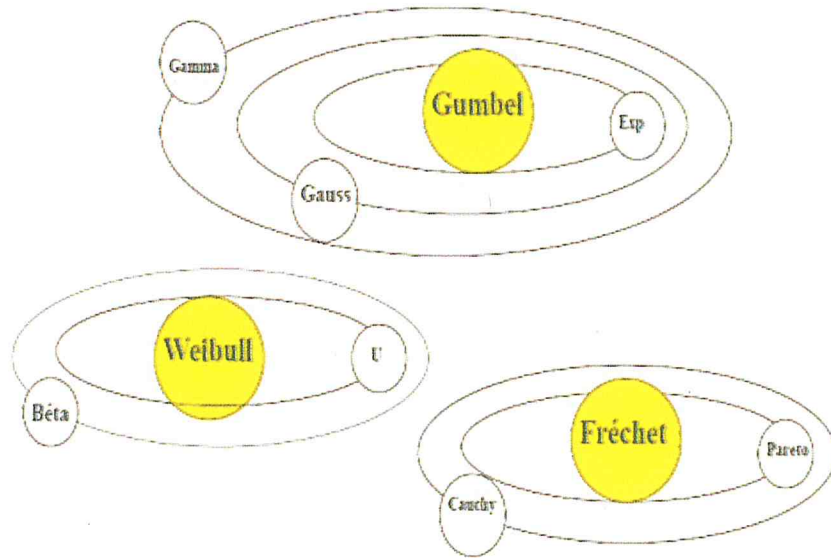 Gamma
Gumbel
Exp
Gauss
Weibull
U
Béta
Fréchet
Pareto
Cauchy